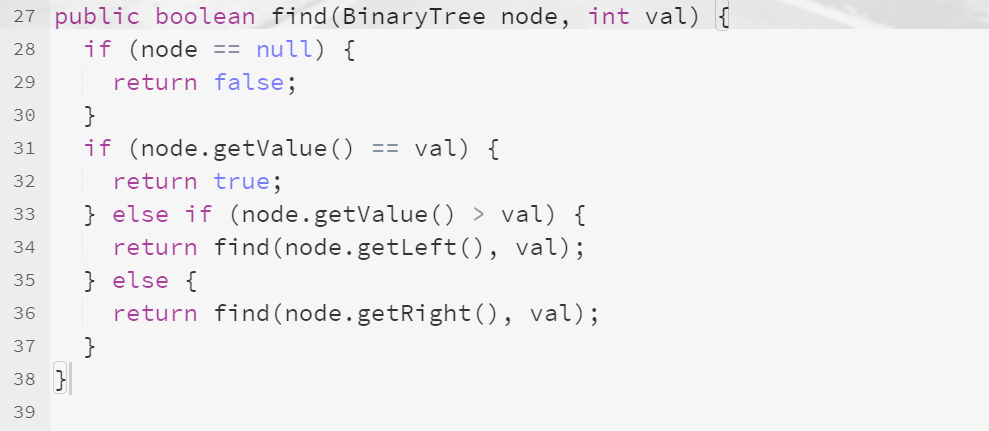 27 public boolean find(BinaryTree node, int val) {
28   if (node == null) {
29     return false;
30   }
31   if (node.getValue() == val) {
32     return true;
33   } else if (node.getValue() > val) {
34     return find(node.getLeft(), val);
35   } else {
36     return find(node.getRight(), val);
37   }
38 }
39